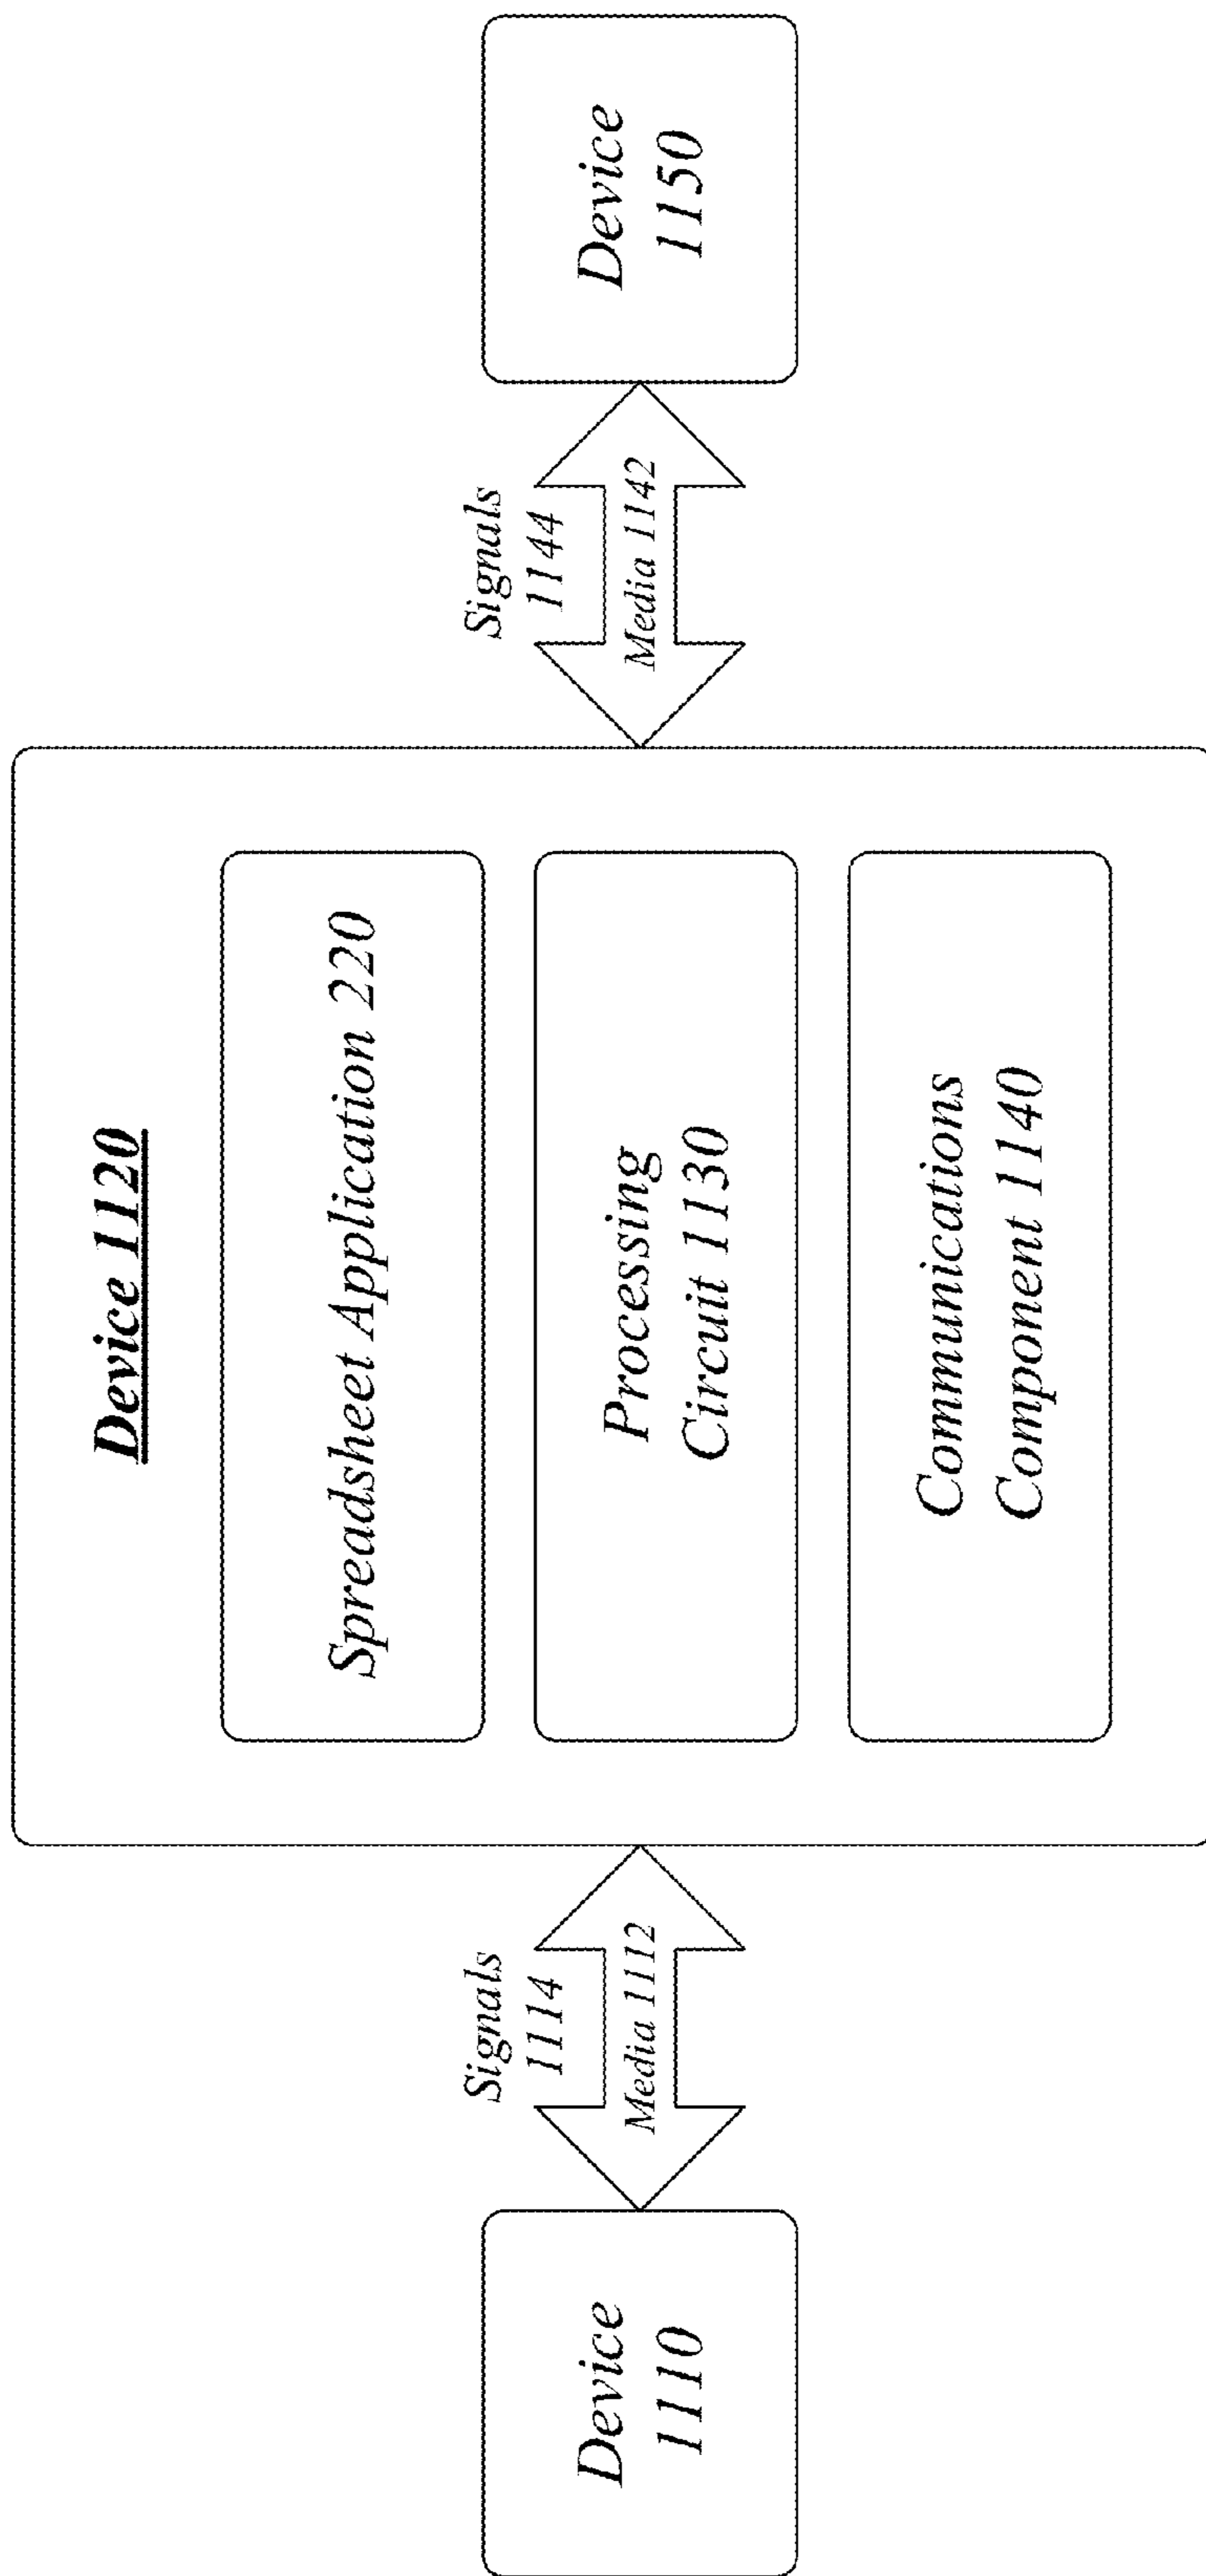 Device 1120
Spreadsheet Application 220
Processing
Circuit 1130
Communications
Component 1140
Device
1110
Signals
1114
Media 1112
Signals
1144
Media 1142
Device
1150